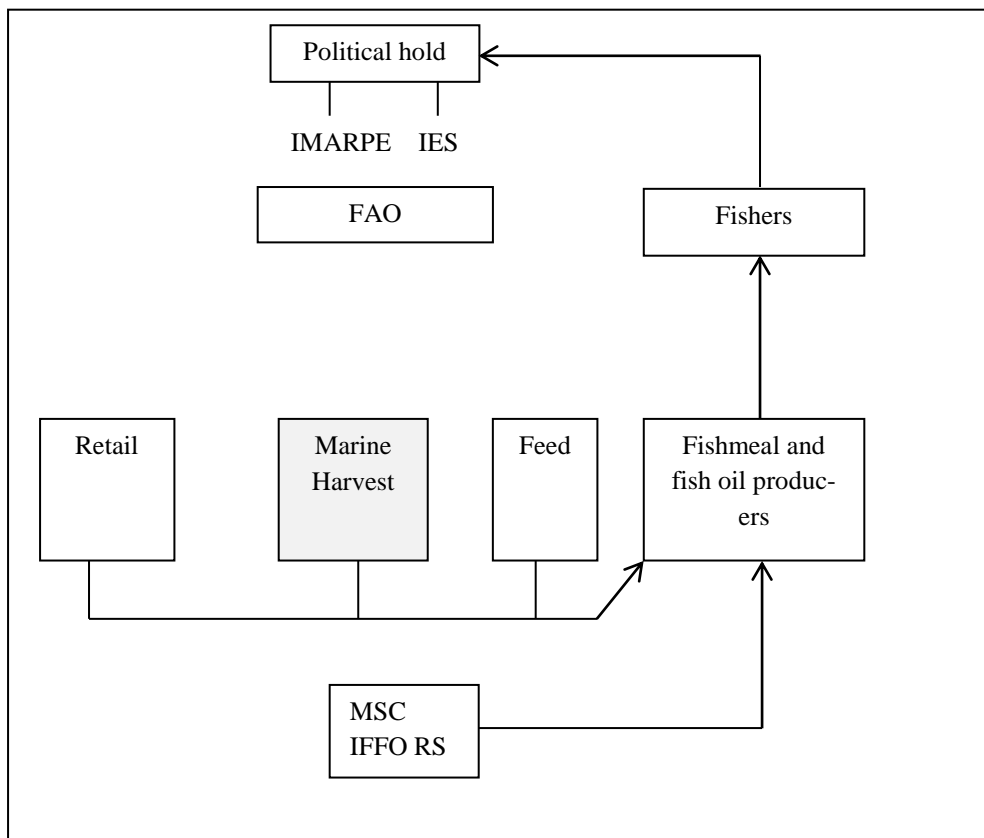 Political hold
IMARPE IES
FAO
Fishers
Retail
Marine
Harvest
Feed
Fishmeal and
fish oil produc-
ers
MSC
IFFO RS